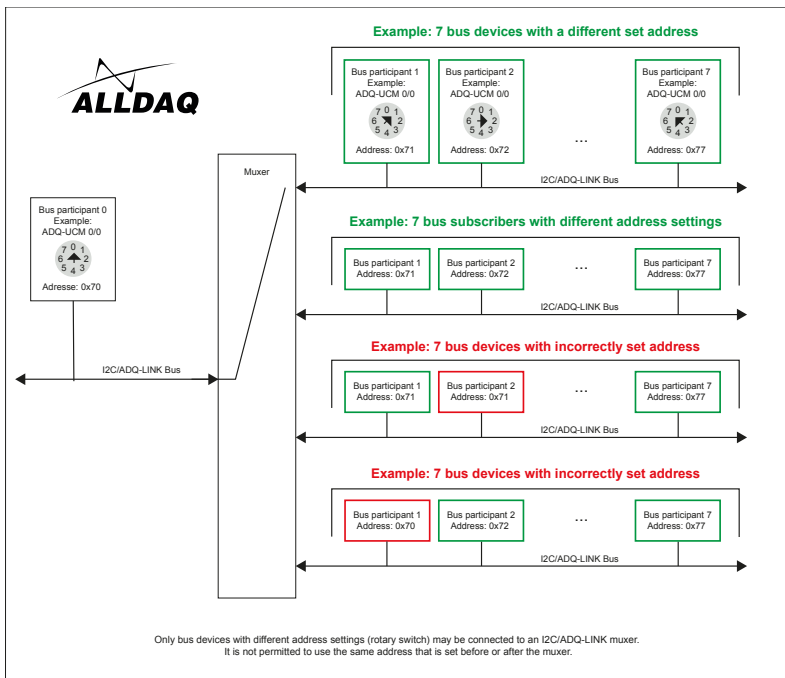 ALLDAQ
Example: 7 bus devices with a different set address
Bus participant 1
Example:
ADQ-UCM 0/0
7 0 1
6 2
5 4 3
Address: 0x71
Bus participant 2
Example:
ADQ-UCM 0/0
7 0 1
6 2
5 4 3
Address: 0x72
...
Bus participant 7
Example:
ADQ-UCM 0/0
7 0 1
6 2
5 4 3
Address: 0x77
I2C/ADQ-LINK Bus
Muxer
Bus participant 0
Example:
ADQ-UCM 0/0
7 0 1
6 2
5 4 3
Adresse: 0x70
I2C/ADQ-LINK Bus
Example: 7 bus subscribers with different address settings
Bus participant 1
Address: 0x71
Bus participant 2
Address: 0x72
...
Bus participant 7
Address: 0x77
I2C/ADQ-LINK Bus
Example: 7 bus devices with incorrectly set address
Bus participant 1
Address: 0x71
Bus participant 2
Address: 0x71
...
Bus participant 7
Address: 0x77
I2C/ADQ-LINK Bus
Example: 7 bus devices with incorrectly set address
Bus participant 1
Address: 0x70
Bus participant 2
Address: 0x72
...
Bus participant 7
Address: 0x77
I2C/ADQ-LINK Bus
Only bus devices with different address settings (rotary switch) may be connected to an I2C/ADQ-LINK muxer.
It is not permitted to use the same address that is set before or after the muxer.